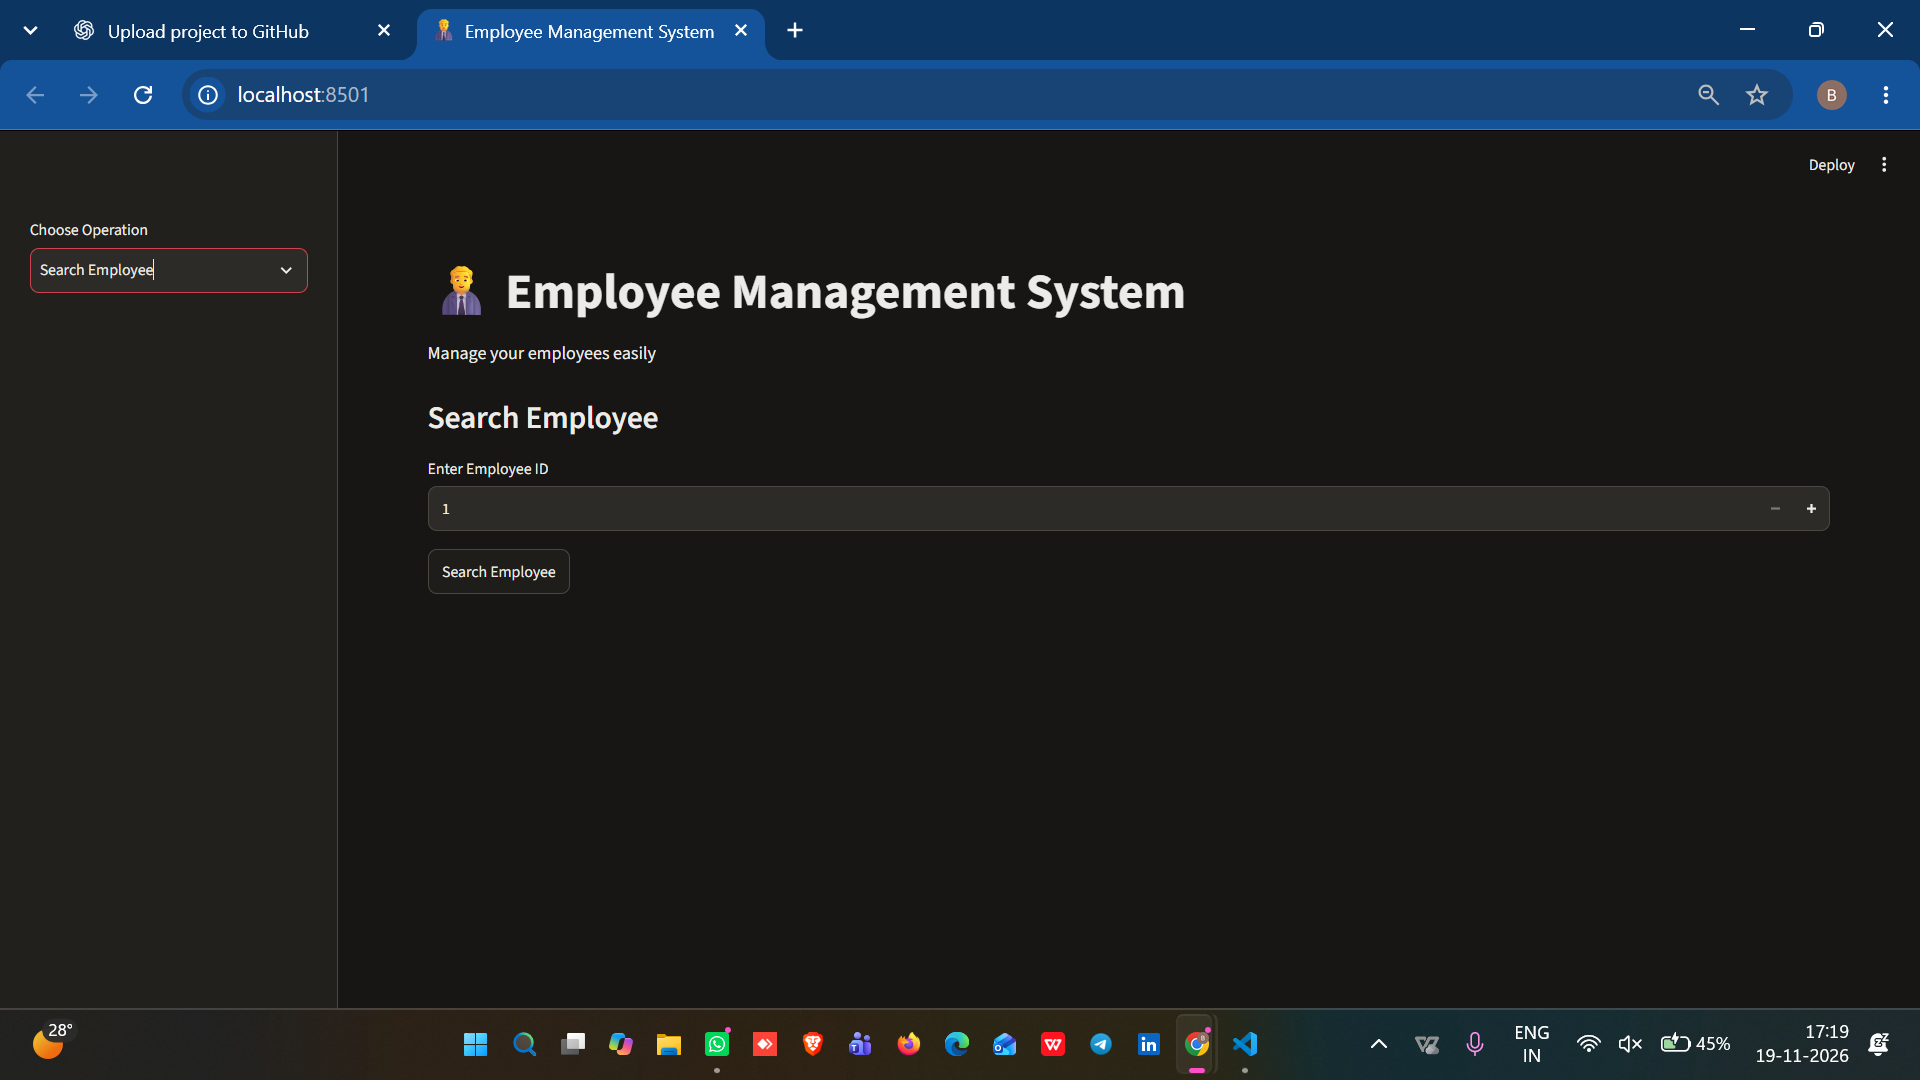 Upload project to GitHub
Employee Management System
localhost:8501
B
Deploy
Choose Operation
Search Employee
Employee Management System
Manage your employees easily
Search Employee
Enter Employee ID
1
Search Employee
28°
ENG
IN
45%
17:19
19-11-2026